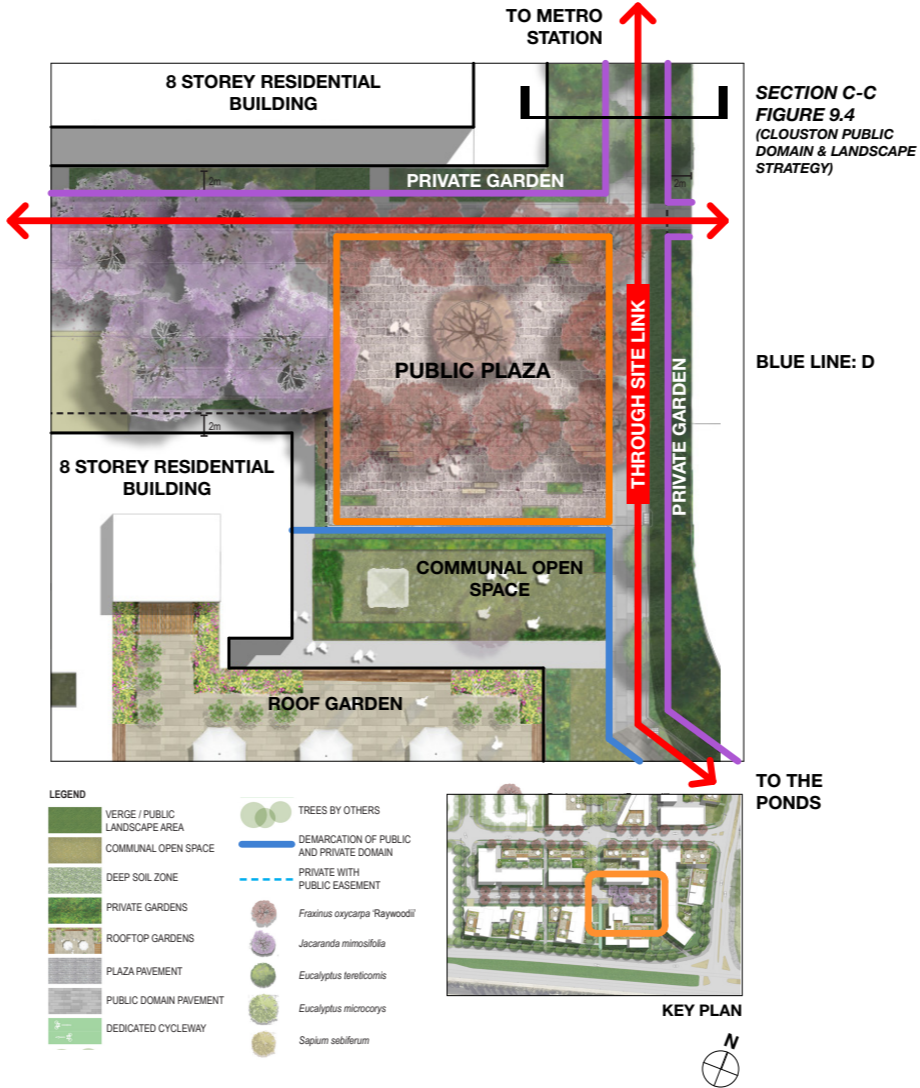 TO METRO
STATION
8 STOREY RESIDENTIAL
BUILDING
SECTION C-C
FIGURE 9.4
(CLOUSTON PUBLIC
DOMAIN & LANDSCAPE
STRATEGY)
2m
PRIVATE GARDEN
2m
PUBLIC PLAZA
THROUGH SITE LINK
PRIVATE GARDEN
BLUE LINE: D
2m
8 STOREY RESIDENTIAL
BUILDING
COMMUNAL OPEN
SPACE
ROOF GARDEN
TO THE
PONDS
LEGEND
VERGE / PUBLIC
LANDSCAPE AREA
COMMUNAL OPEN SPACE
DEEP SOIL ZONE
PRIVATE GARDENS
ROOFTOP GARDENS
PLAZA PAVEMENT
PUBLIC DOMAIN PAVEMENT
DEDICATED CYCLEWAY
TREES BY OTHERS
DEMARCATION OF PUBLIC
AND PRIVATE DOMAIN
PRIVATE WITH
PUBLIC EASEMENT
Fraxinus oxycarpa 'Raywoodii'
Jacaranda mimosifolia
Eucalyptus tereticornis
Eucalyptus microcorys
Sapium sebiferum
KEY PLAN
N